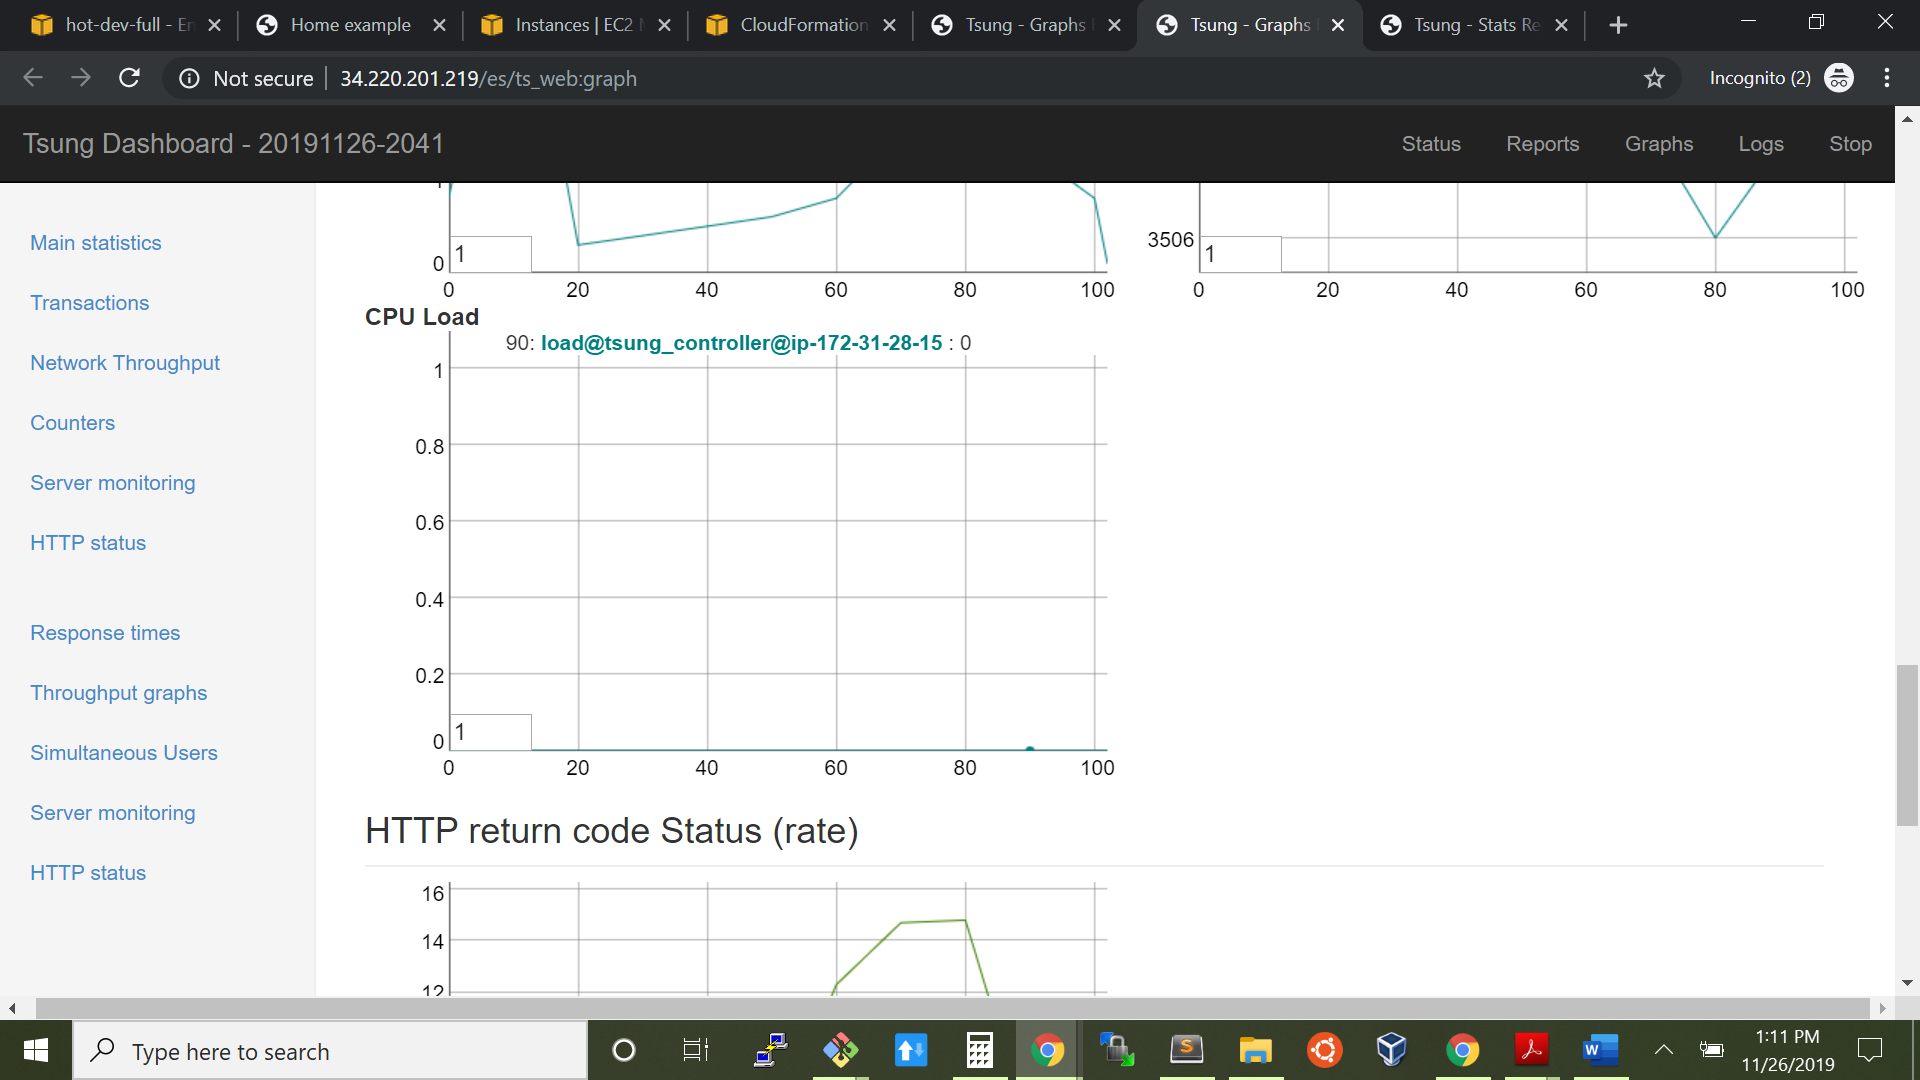 hot-dev-full - En
Home example
Instances | EC2 M
CloudFormation
Tsung - Graphs
Tsung - Graphs
Tsung - Stats Re
Not secure
34.220.201.219/es/ts_web:graph
Incognito (2)
Tsung Dashboard - 20191126-2041
Status
Reports
Graphs
Logs
Stop
Main statistics
Transactions
Network Throughput
Counters
Server monitoring
HTTP status
Response times
Throughput graphs
Simultaneous Users
Server monitoring
HTTP status
1
0
1
0 20 40 60 80 100
3506
1
0 20 40 60 80 100
CPU Load
90: load@tsung_controller@ip-172-31-28-15 : 0
1
0.8
0.6
0.4
0.2
0
1
0 20 40 60 80 100
HTTP return code Status (rate)
16
14
12
Type here to search
1:11 PM
11/26/2019